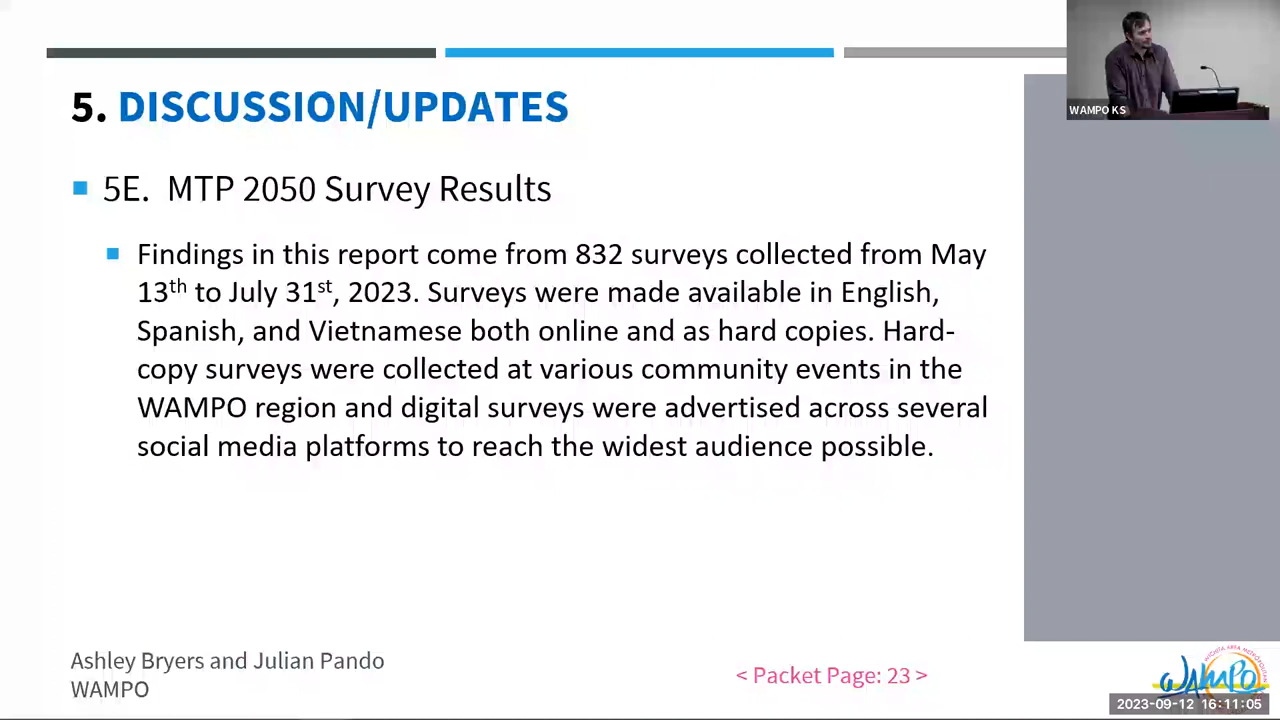 WAMPO KS
5. DISCUSSION/UPDATES
5E. MTP 2050 Survey Results
Findings in this report come from 832 surveys collected from May
13th to July 31st, 2023. Surveys were made available in English,
Spanish, and Vietnamese both online and as hard copies. Hard-
copy surveys were collected at various community events in the
WAMPO region and digital surveys were advertised across several
social media platforms to reach the widest audience possible.
Ashley Bryers and Julian Pando
WAMPO
< Packet Page: 23 >
WICHITA AREA METROPOLITAN
WAMPO
2023-09-12 16:11:05